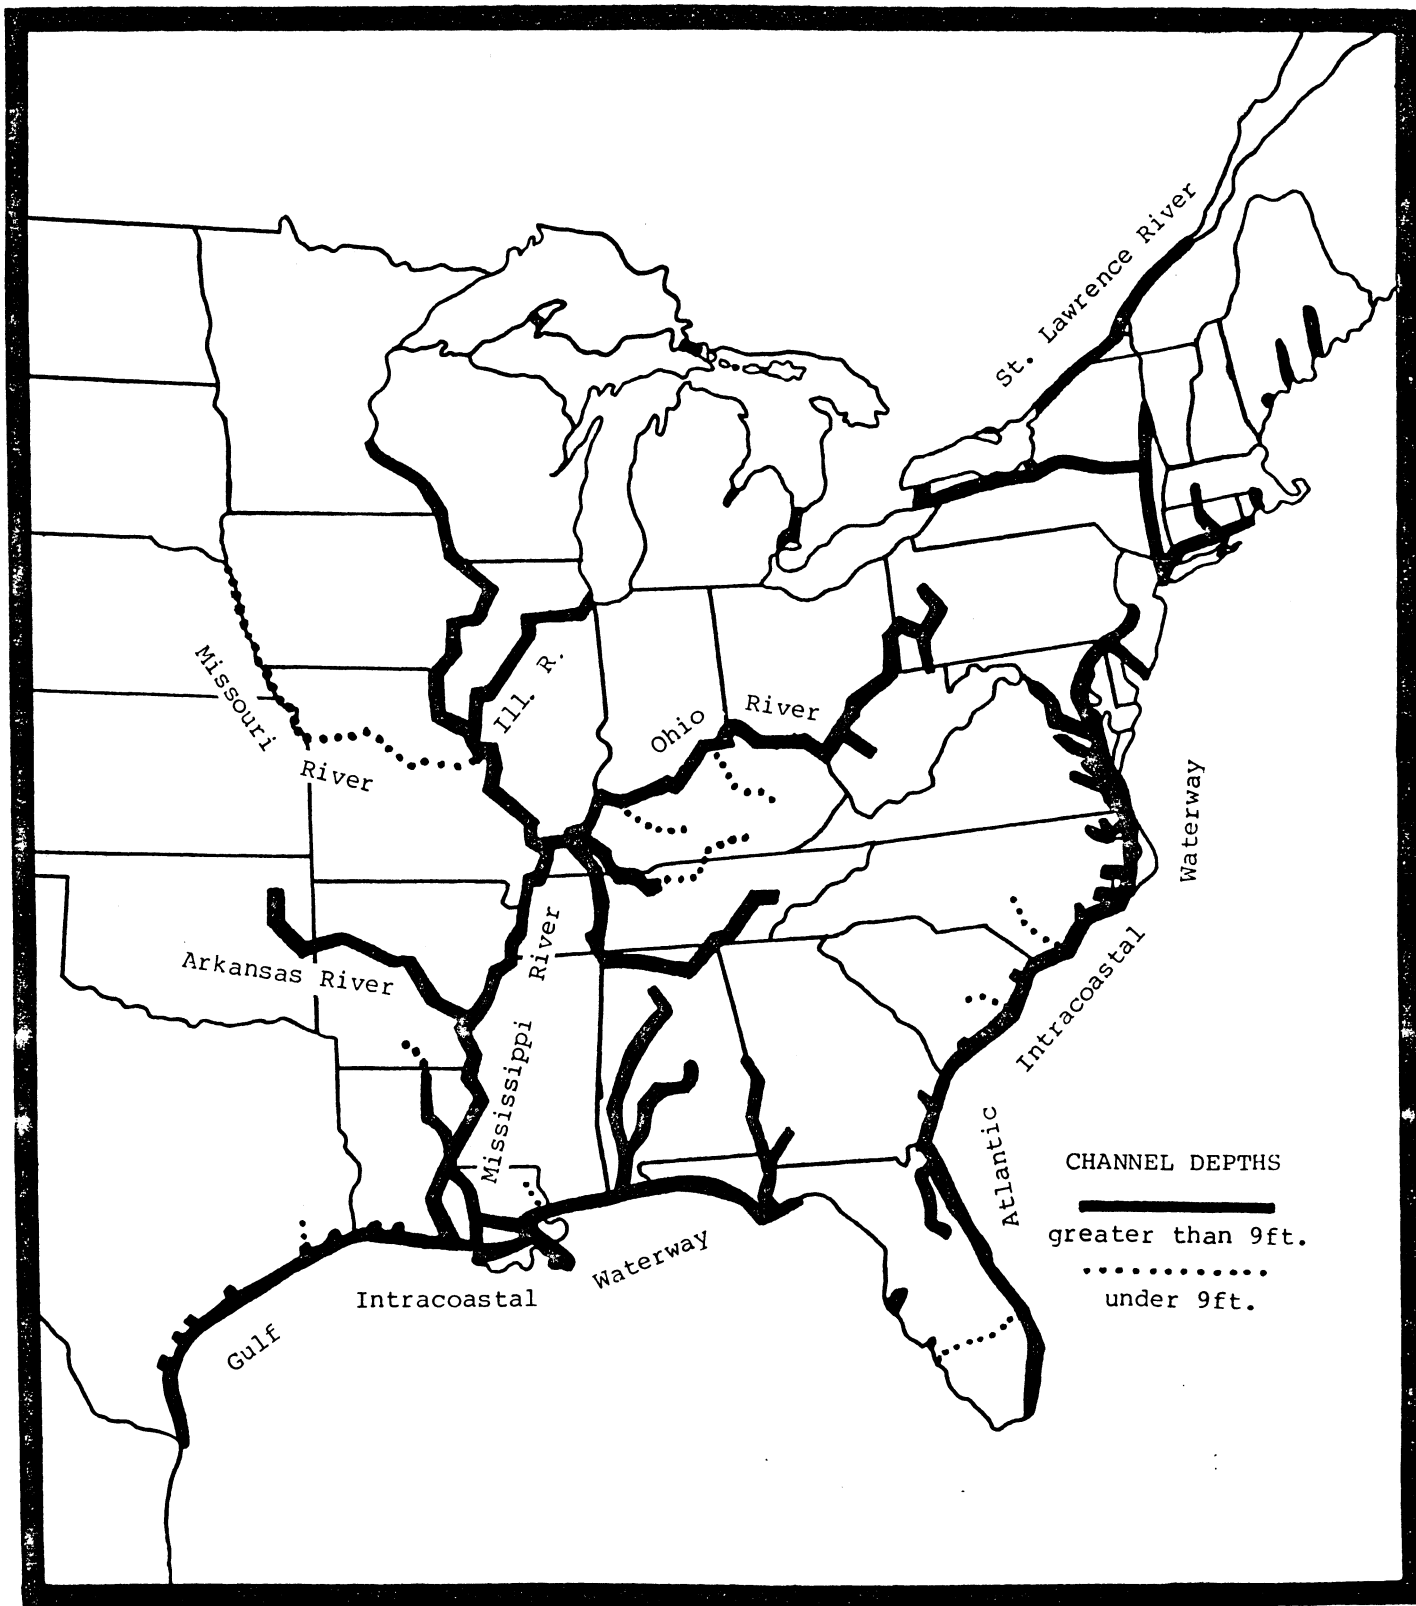 St. Lawrence River
Missouri
River
Ill. R.
Ohio
River
Arkansas River
Mississippi
River
Waterway
Intracoastal
Atlantic
CHANNEL DEPTHS
greater than 9ft.
under 9ft.
Waterway
Intracoastal
Gulf